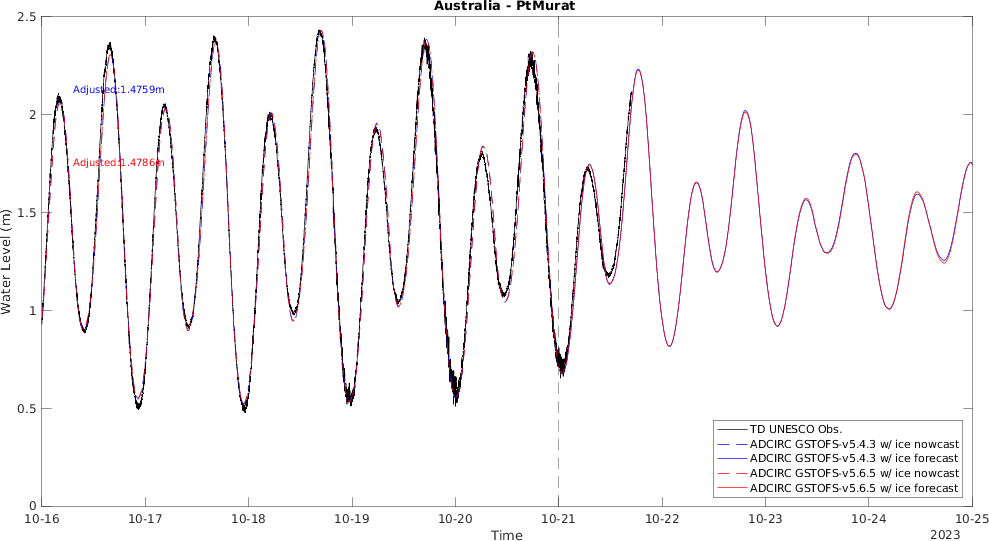 Australia - PtMurat
2.5
2
1.5
1
0.5
0
Water Level (m)
Adjusted:1.4759m
Adjusted:1.4786m
TD UNESCO Obs.
ADCIRC GSTOFS-v5.4.3 w/ ice nowcast
ADCIRC GSTOFS-v5.4.3 w/ ice forecast
ADCIRC GSTOFS-v5.6.5 w/ ice nowcast
ADCIRC GSTOFS-v5.6.5 w/ ice forecast
10-16 10-17 10-18 10-19 10-20 10-21 10-22 10-23 10-24 10-25
Time
2023